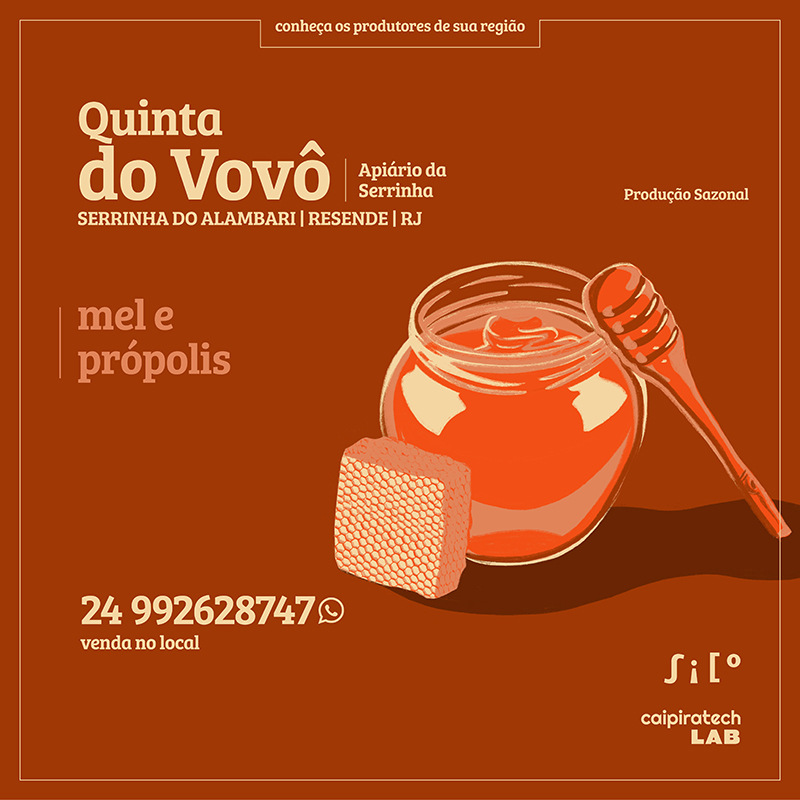 conheça os produtores de sua região
Quinta
do Vovô
Apiário da
Serrinha
SERRINHA DO ALAMBARI | RESENDE | RJ
Produção Sazonal
mel e
própolis
24 992628747
venda no local
silo
caipiratech
LAB